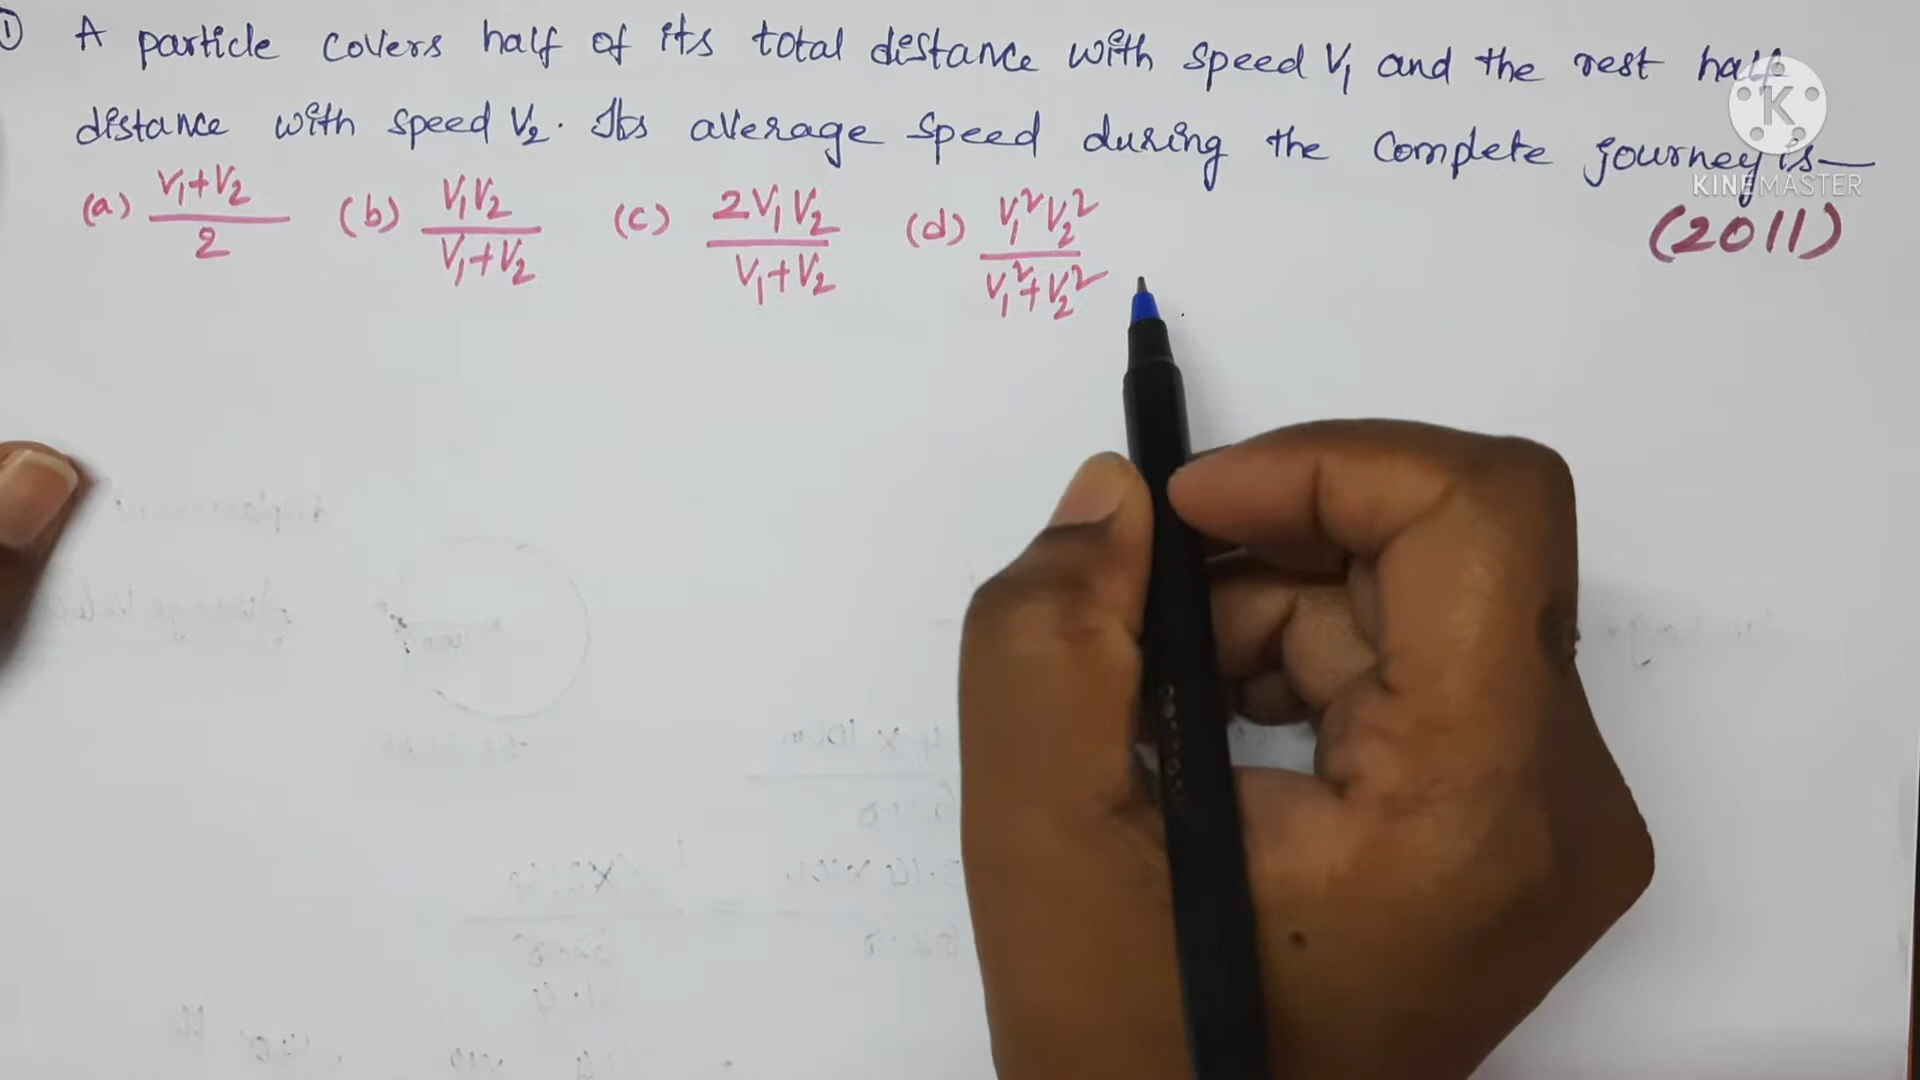 ① A particle covers half of its total distance with speed V₁ and the rest half
distance with speed V₂. Its average speed during the complete journey is—
(a) V₁+V₂/2 (b) V₁V₂/V₁+V₂ (c) 2V₁V₂/V₁+V₂ (d) V₁²V₂²/V₁²+V₂²
(2011)
K
KINEMASTER